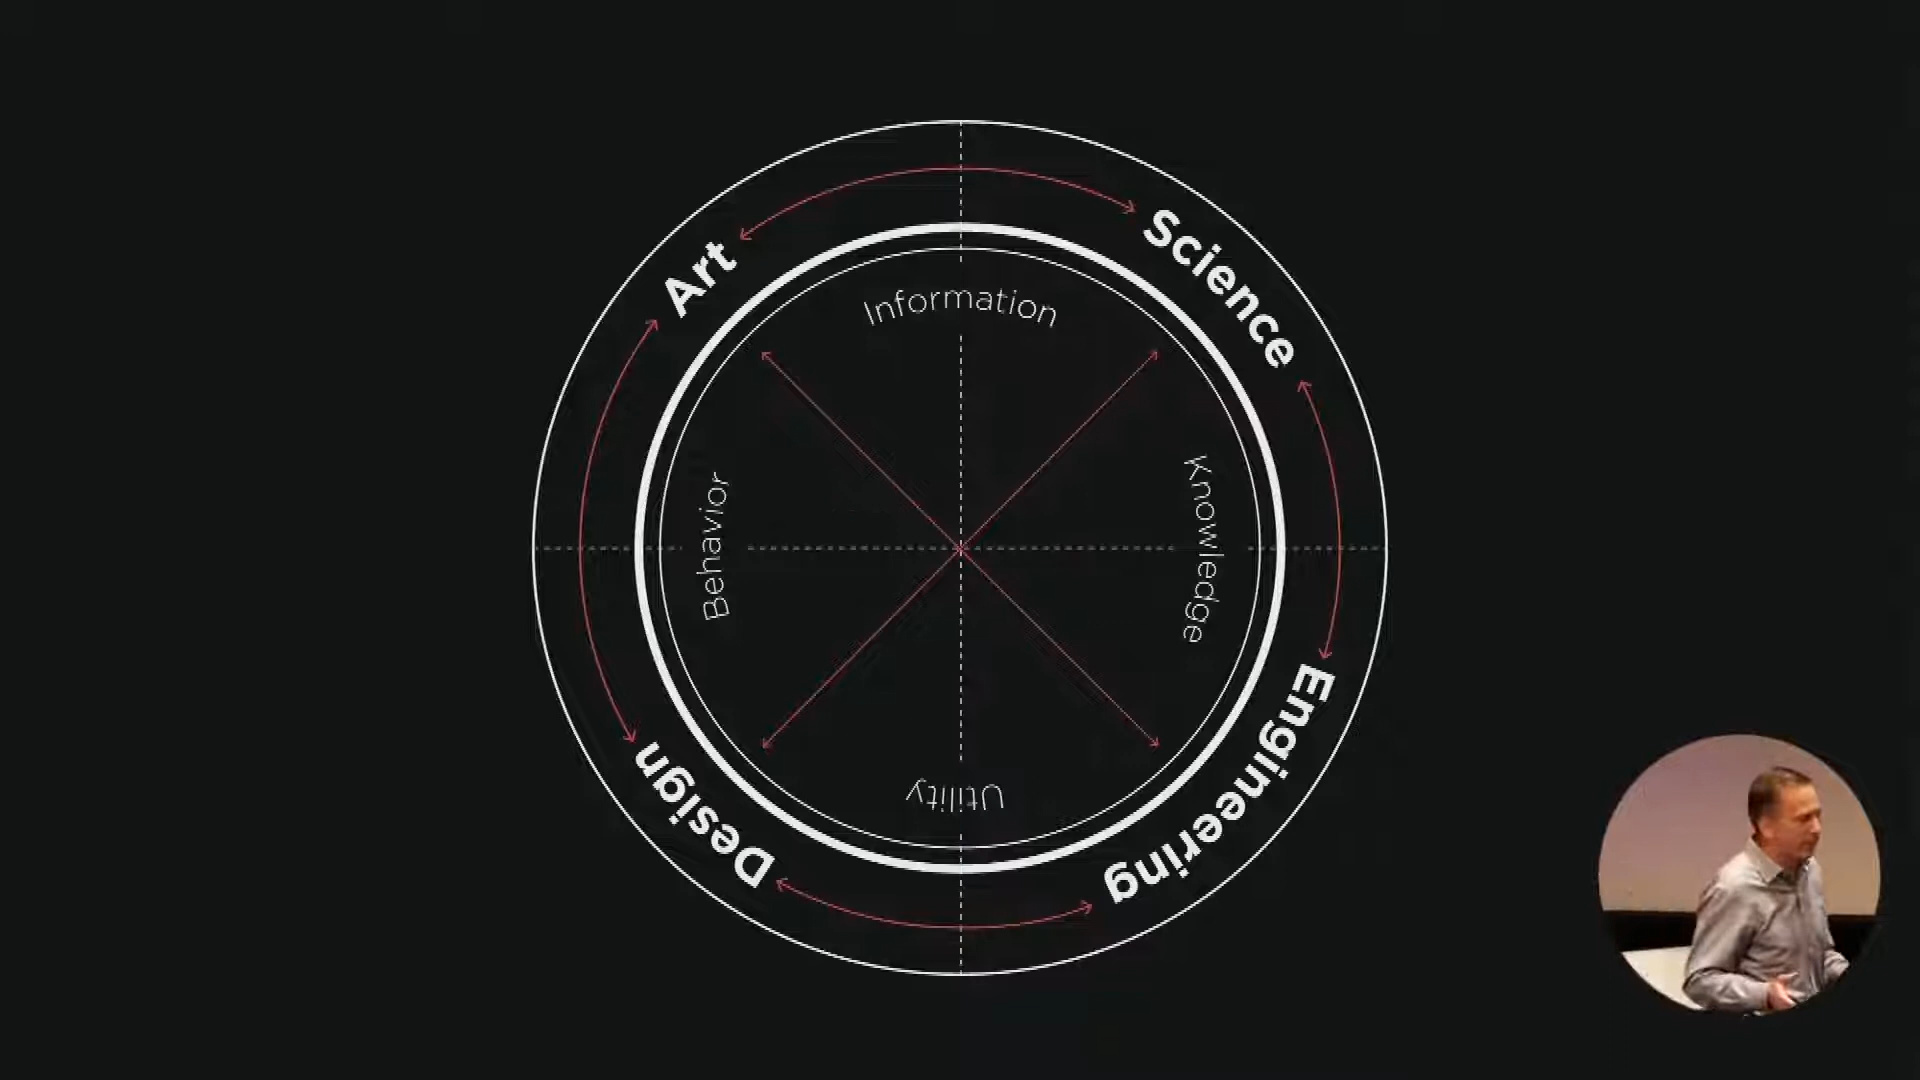 Art
Science
Information
Behavior
Knowledge
Utility
Design
Engineering